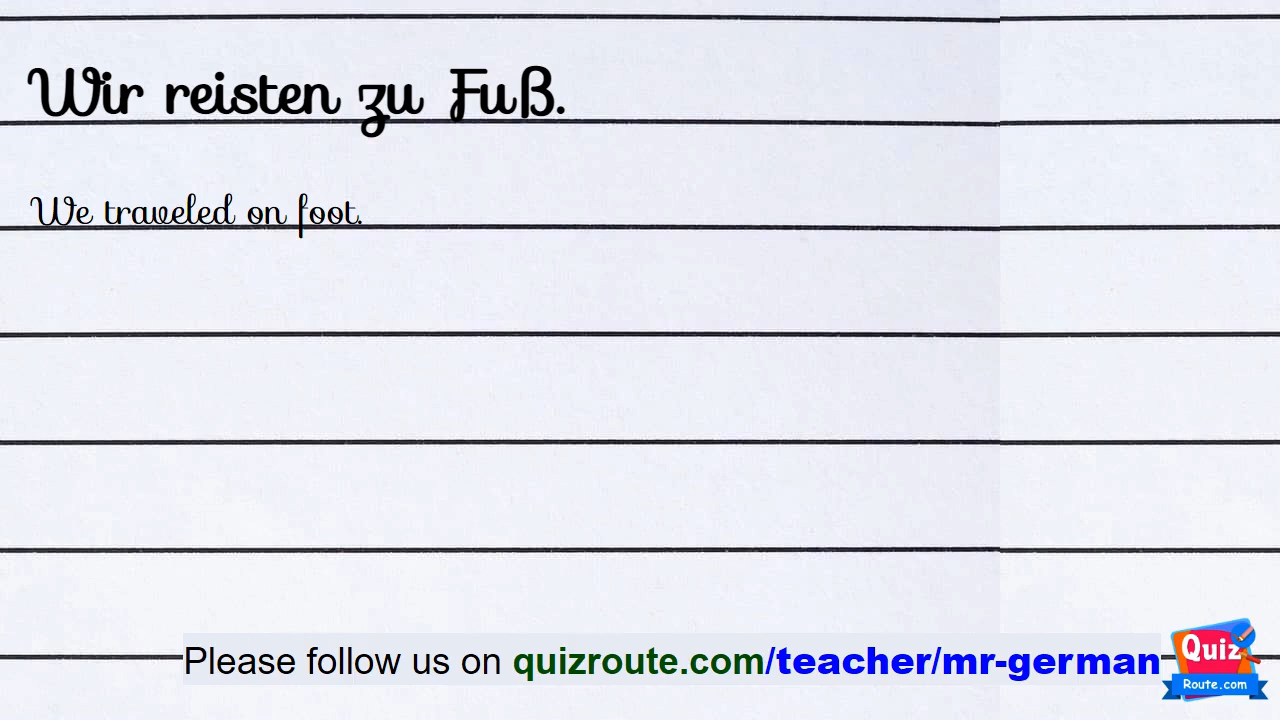 Wir reisten zu Fuß.
We traveled on foot.
Please follow us on quizroute.com/teacher/mr-german
Quiz
Route.com